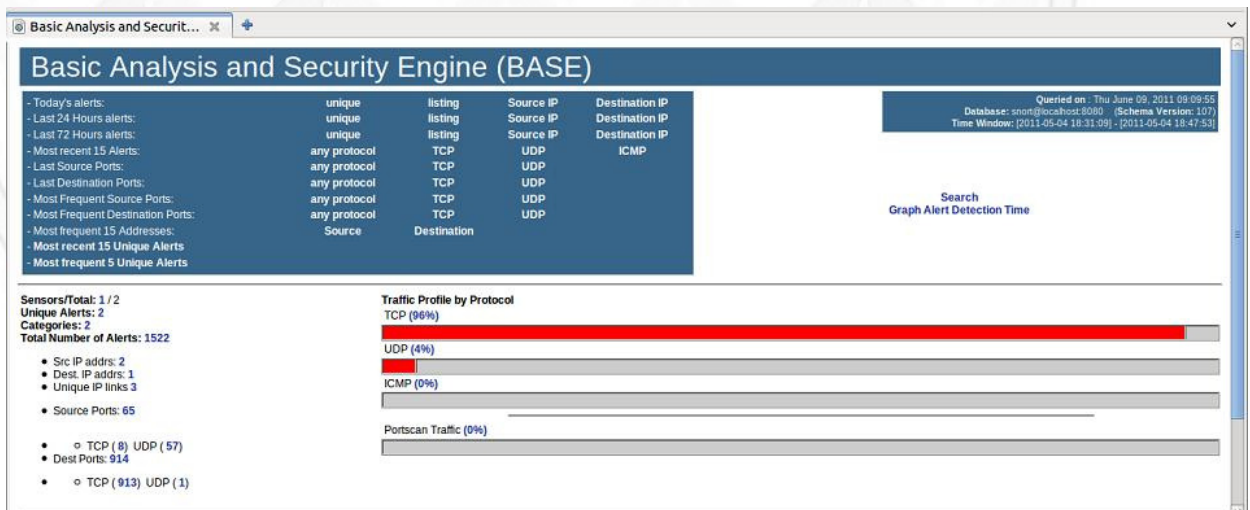 Basic Analysis and Securit...
Basic Analysis and Security Engine (BASE)
- Today's alerts: unique listing Source IP Destination IP
- Last 24 Hours alerts: unique listing Source IP Destination IP
- Last 72 Hours alerts: unique listing Source IP Destination IP
- Most recent 15 Alerts: any protocol TCP UDP ICMP
- Last Source Ports: any protocol TCP UDP
- Last Destination Ports: any protocol TCP UDP
- Most Frequent Source Ports: any protocol TCP UDP
- Most Frequent Destination Ports: any protocol TCP UDP
- Most frequent 15 Addresses: Source Destination
- Most recent 15 Unique Alerts
- Most frequent 5 Unique Alerts
Queried on : Thu June 09, 2011 09:09:55
Database: snort@localhost:8080 (Schema Version: 107)
Time Window: [2011-05-04 18:31:09] - [2011-05-04 18:47:53]
Search
Graph Alert Detection Time
Sensors/Total: 1 / 2
Unique Alerts: 2
Categories: 2
Total Number of Alerts: 1522
Src IP addrs: 2
Dest. IP addrs: 1
Unique IP links 3
Source Ports: 65
TCP ( 8) UDP ( 57)
Dest Ports: 914
TCP ( 913) UDP ( 1)
Traffic Profile by Protocol
TCP (96%)
UDP (4%)
ICMP (0%)
Portscan Traffic (0%)